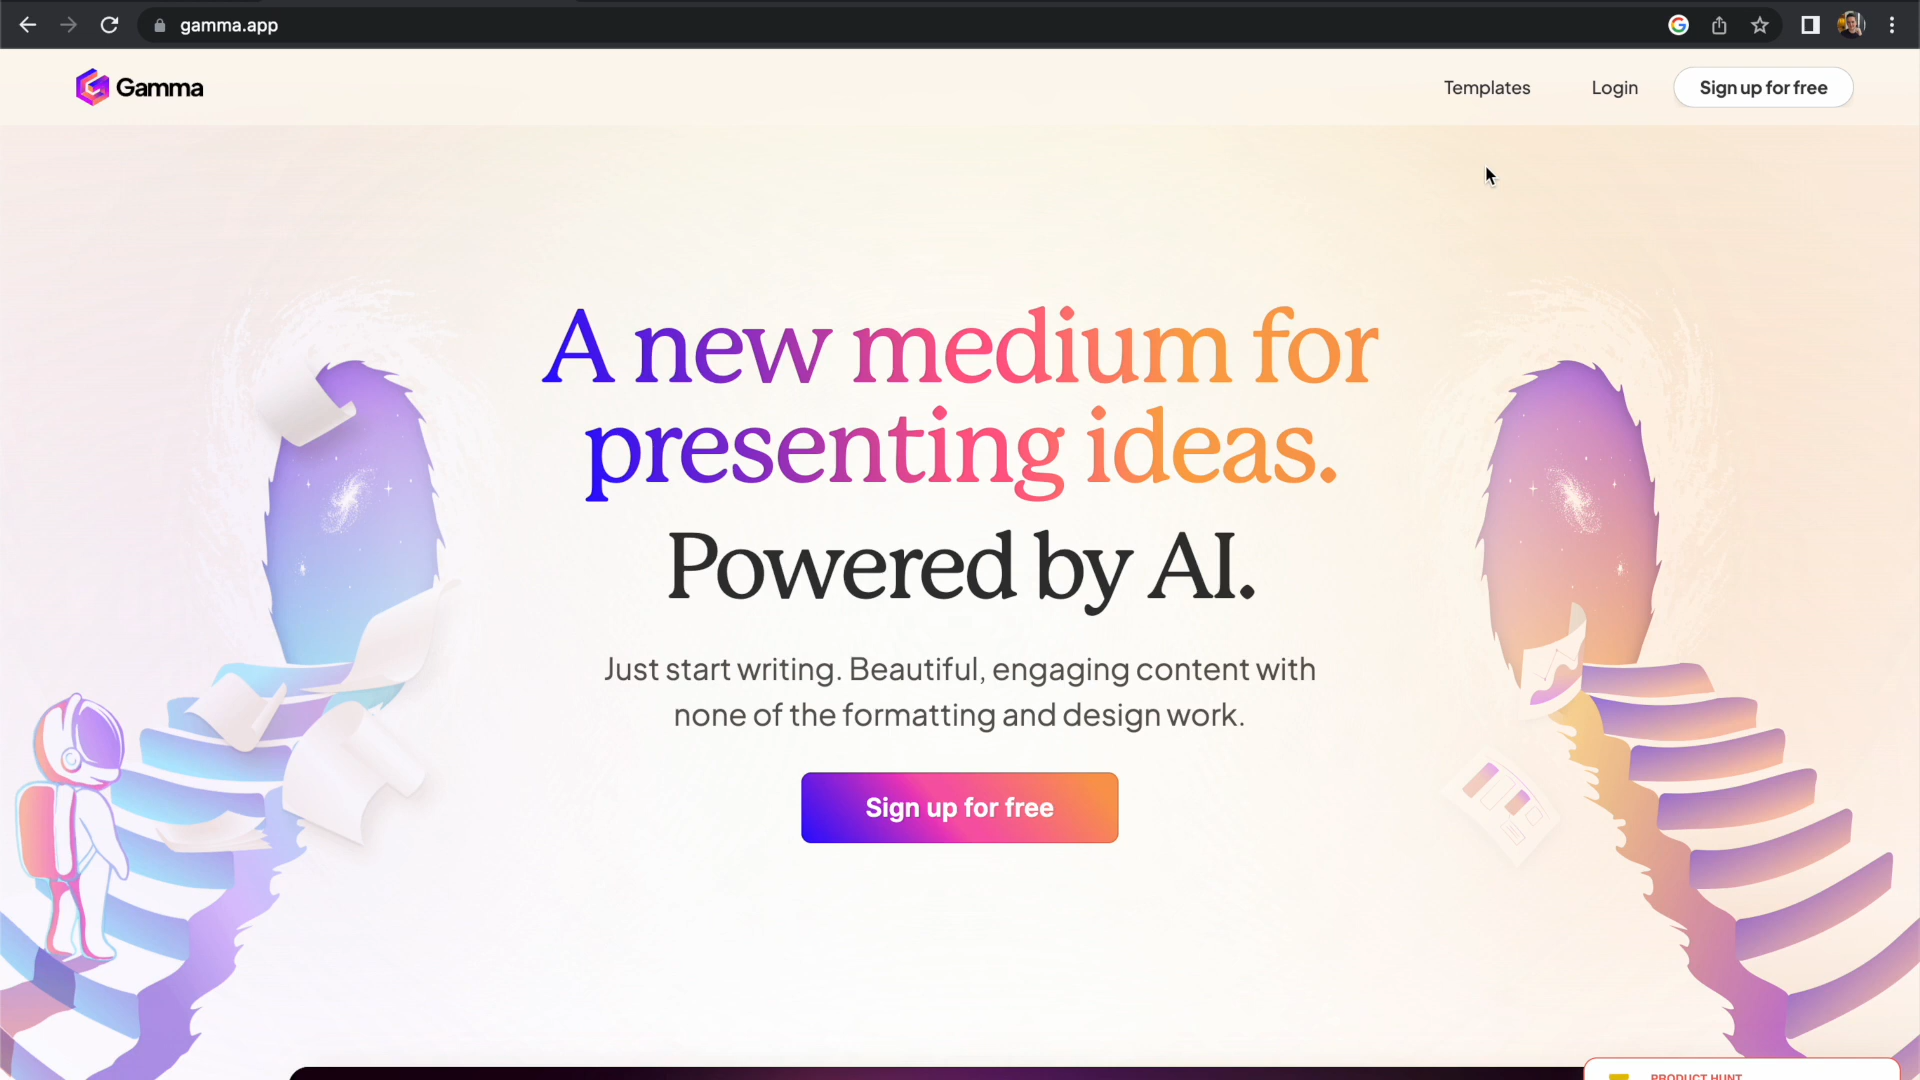 gamma.app
Gamma
Templates
Login
Sign up for free
A new medium for
presenting ideas.
Powered by AI.
Just start writing. Beautiful, engaging content with
none of the formatting and design work.
Sign up for free
PRODUCT HUNT